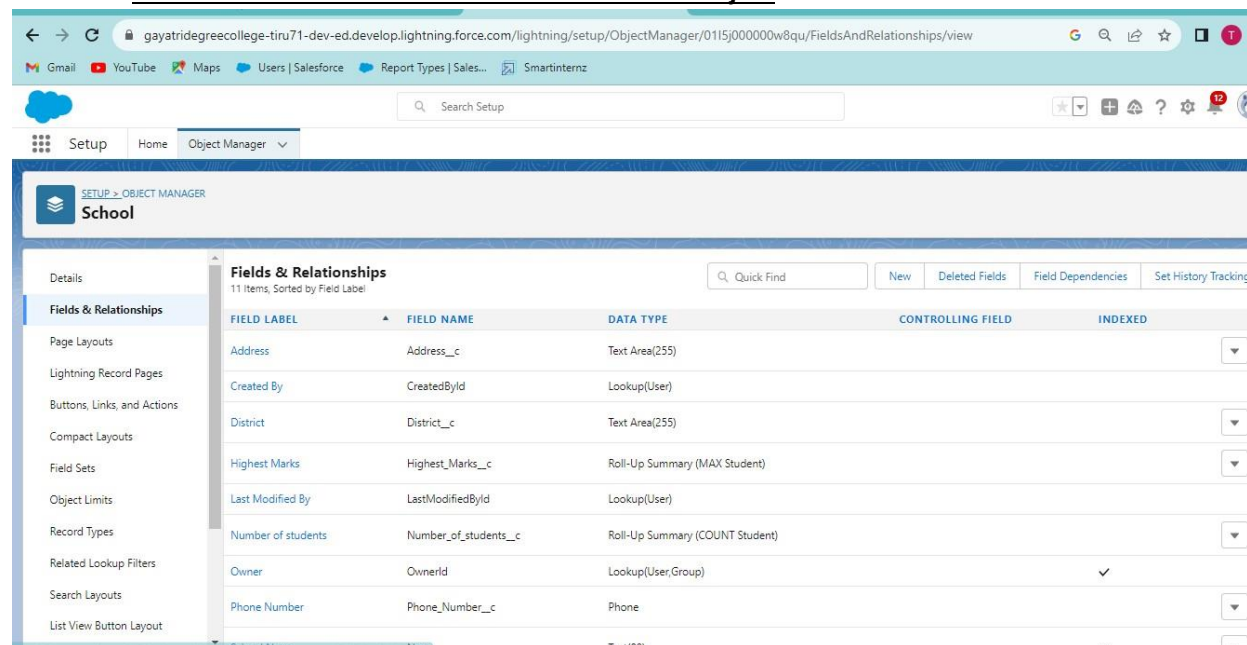 gayatridegreecollege-tiru71-dev-ed.develop.lightning.force.com/lightning/setup/ObjectManager/01I5j000000w8qu/FieldsAndRelationships/view
T
Gmail YouTube Maps Users | Salesforce Report Types | Sales... Smartinternz
Search Setup
12
Setup Home Object Manager
SETUP > OBJECT MANAGER
School
Details
Fields & Relationships
Page Layouts
Lightning Record Pages
Buttons, Links, and Actions
Compact Layouts
Field Sets
Object Limits
Record Types
Related Lookup Filters
Search Layouts
List View Button Layout
Fields & Relationships
11 Items, Sorted by Field Label
Quick Find
New Deleted Fields Field Dependencies Set History Tracking
FIELD LABEL FIELD NAME DATA TYPE CONTROLLING FIELD INDEXED
Address Address__c Text Area(255)
Created By CreatedById Lookup(User)
District District__c Text Area(255)
Highest Marks Highest_Marks__c Roll-Up Summary (MAX Student)
Last Modified By LastModifiedById Lookup(User)
Number of students Number_of_students__c Roll-Up Summary (COUNT Student)
Owner OwnerId Lookup(User,Group)
Phone Number Phone_Number__c Phone